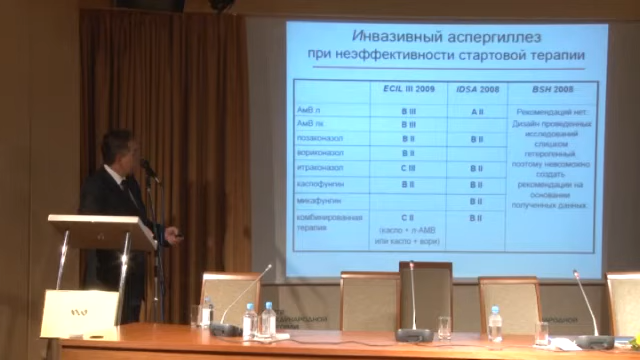 Инвазивный аспергиллез
при неэффективности стартовой терапии
ECIL III 2009 IDSA 2008 BSH 2008
АмВ л B III A II Рекомендаций нет.
АмВ лк B III Дизайн проведенных
позаконазол B II B II исследований
слишком
вориконазол B II гетерогенный,
итраконазол C III B II поэтому невозможно
создать
каспофунгин B II B II рекомендации на
микафунгин B II основании
полученных данных.
комбинированная C II B II
терапия (каспо + л-АМВ
или каспо + вори)